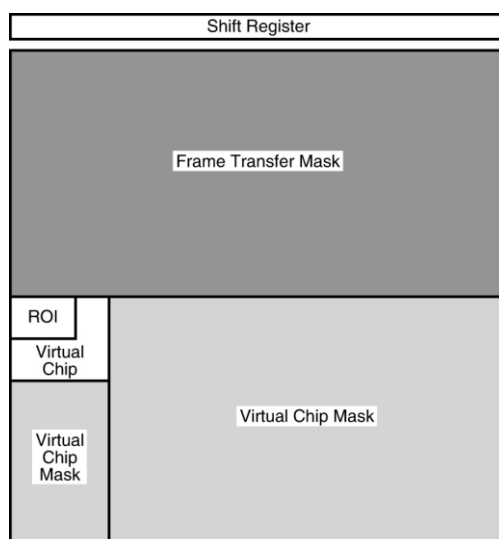 Shift Register
Frame Transfer Mask
ROI
Virtual
Chip
Virtual Chip Mask
Virtual
Chip
Mask